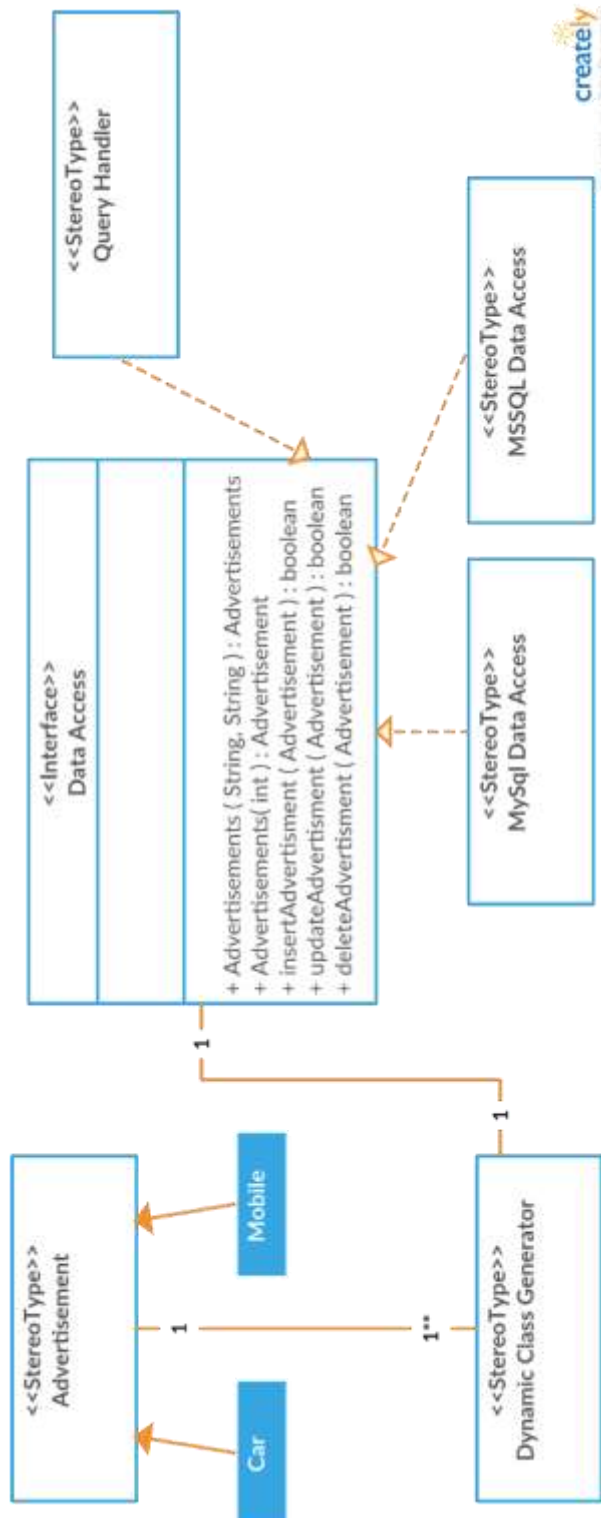 <<StereoType>>
Advertisement
Car
Mobile
1
1**
<<StereoType>>
Dynamic Class Generator
1
1
<<Interface>>
Data Access
+ Advertisements ( String, String ) : Advertisements
+ Advertisements( int ) : Advertisement
+ insertAdvertisment ( Advertisement ) : boolean
+ updateAdvertisment ( Advertisement ) : boolean
+ deleteAdvertisment ( Advertisement ) : boolean
<<StereoType>>
Query Handler
<<StereoType>>
MySql Data Access
<<StereoType>>
MSSQL Data Access
creately